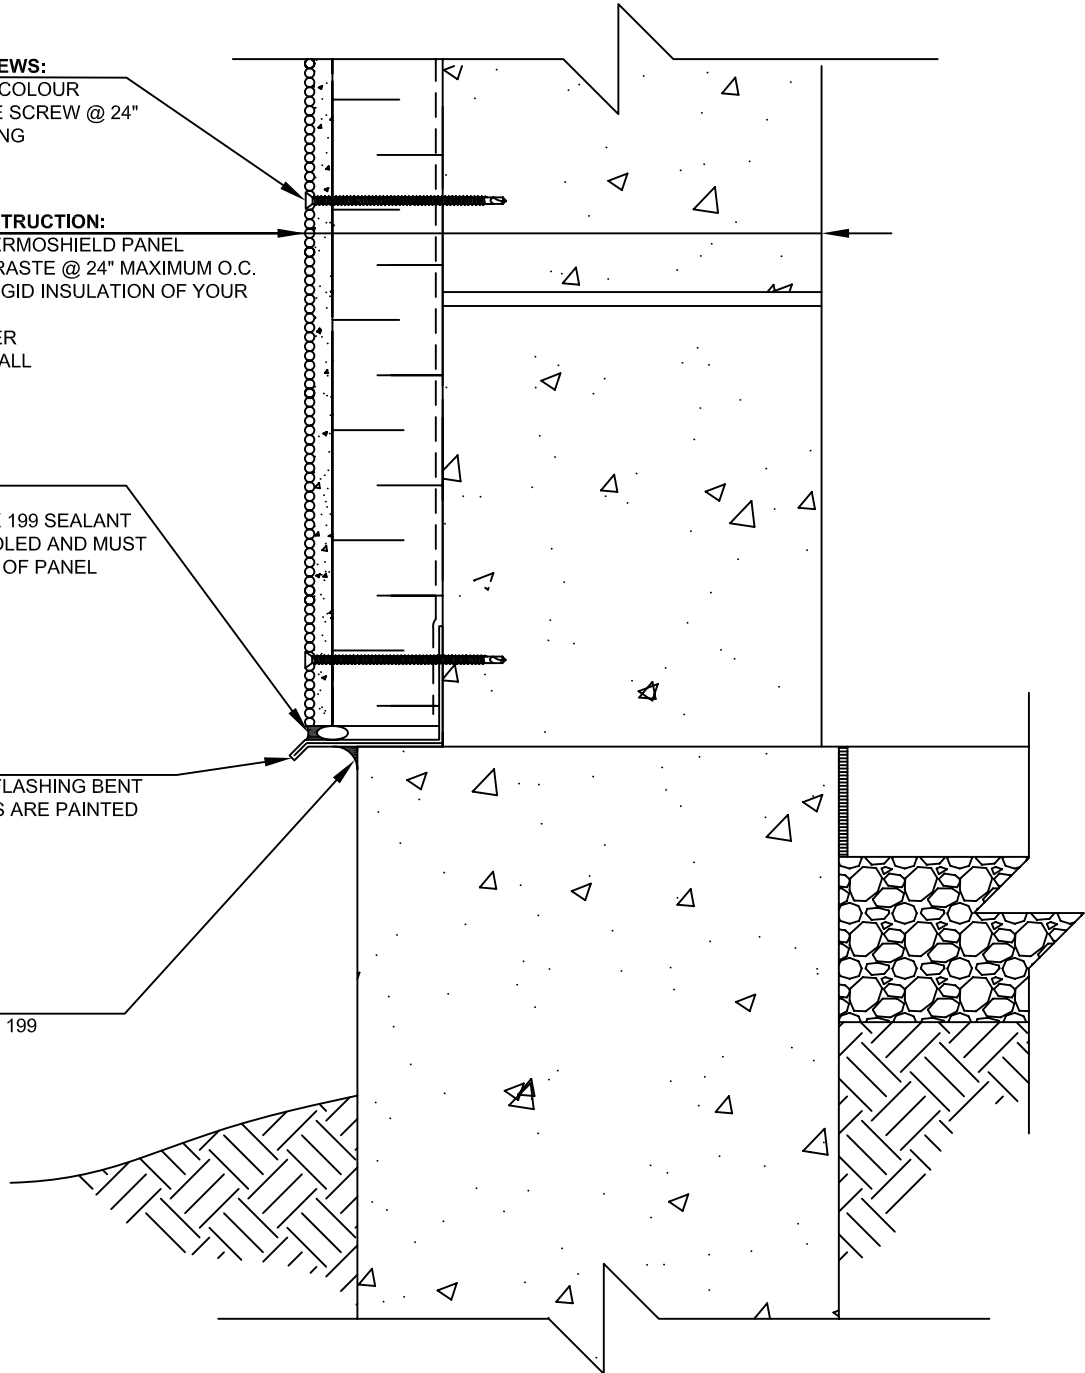 EWS:
COLOUR
E SCREW @ 24"
NG
TRUCTION:
ERMOSHIELD PANEL
RASTE @ 24" MAXIMUM O.C.
GID INSULATION OF YOUR
ER
ALL
199 SEALANT
LED AND MUST
OF PANEL
FLASHING BENT
S ARE PAINTED
199